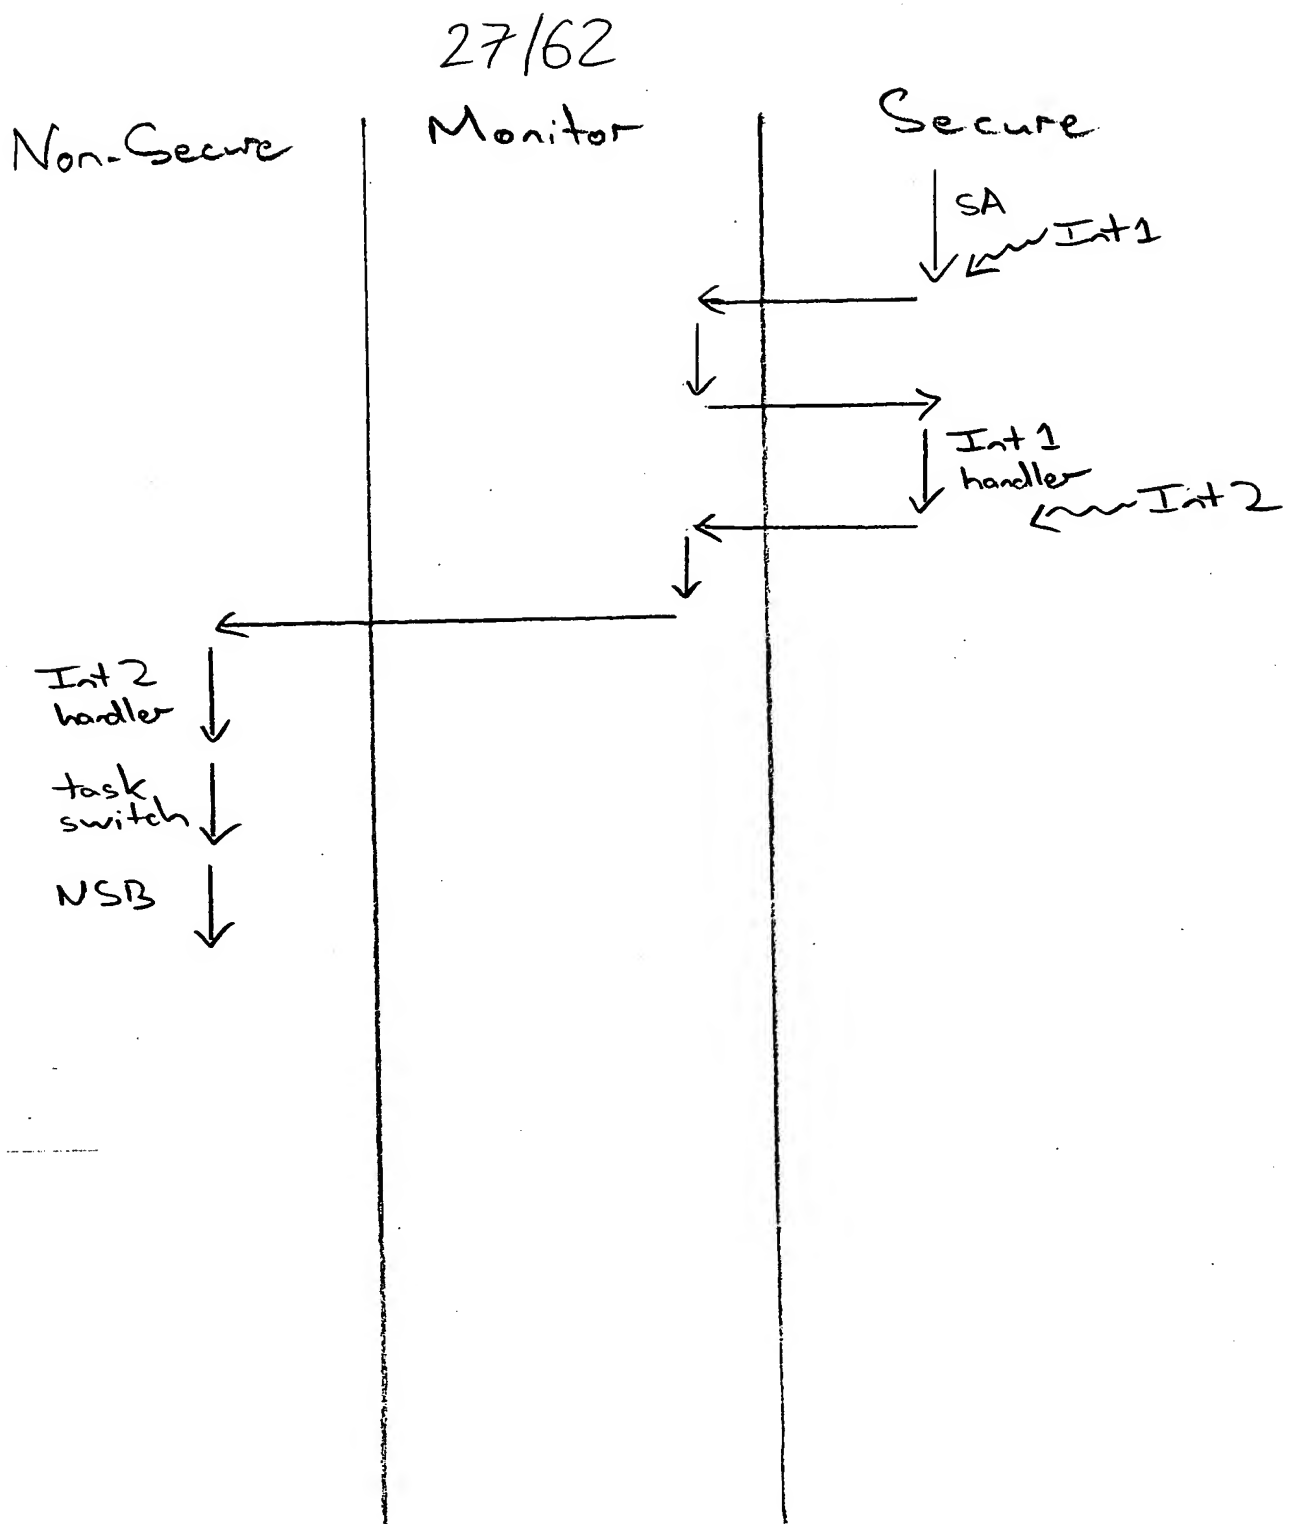 27/62
Non-Secure
Monitor
Secure
SA
Int 1
Int 1
handler
Int 2
Int 2
handler
task
switch
NSB